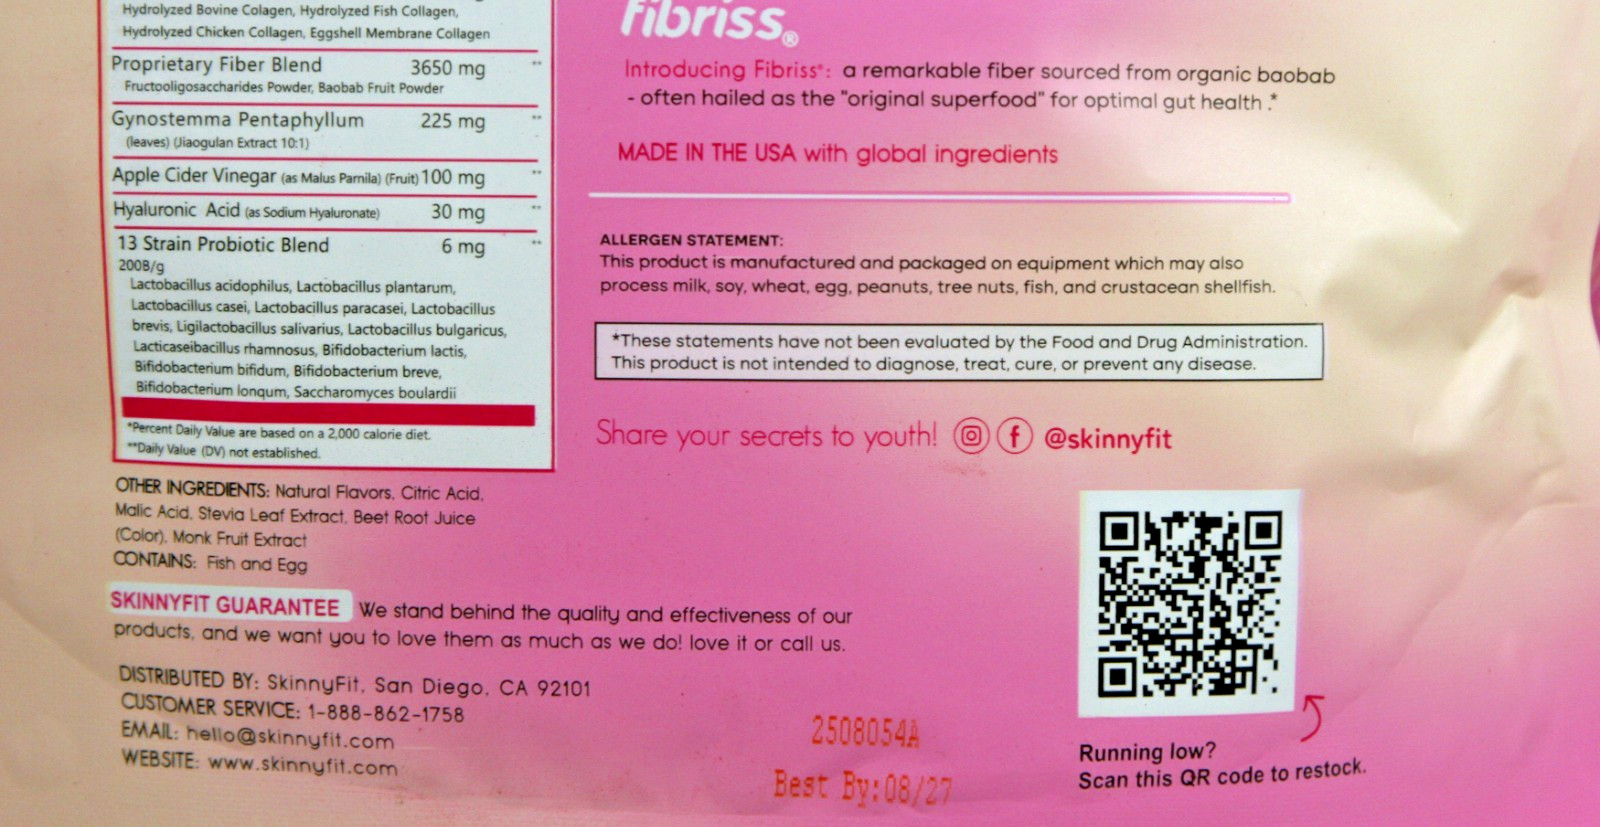 Hydrolyzed Bovine Colagen, Hydrolyzed Fish Collagen,
Hydrolyzed Chicken Collagen, Eggshell Membrane Collagen
Proprietary Fiber Blend 3650 mg **
Fructooligosaccharides Powder, Baobab Fruit Powder
Gynostemma Pentaphyllum 225 mg **
(leaves) (Jiaogulan Extract 10:1)
Apple Cider Vinegar (as Malus Parnila) (Fruit) 100 mg **
Hyaluronic Acid (as Sodium Hyaluronate) 30 mg **
13 Strain Probiotic Blend 6 mg **
200B/g
Lactobacillus acidophilus, Lactobacillus plantarum,
Lactobacillus casei, Lactobacillus paracasei, Lactobacillus
brevis, Ligilactobacillus salivarius, Lactobacillus bulgaricus,
Lacticaseibacillus rhamnosus, Bifidobacterium lactis,
Bifidobacterium bifidum, Bifidobacterium breve,
Bifidobacterium longum, Saccharomyces boulardii
*Percent Daily Value are based on a 2,000 calorie diet.
**Daily Value (DV) not established.
OTHER INGREDIENTS: Natural Flavors, Citric Acid,
Malic Acid, Stevia Leaf Extract, Beet Root Juice
(Color), Monk Fruit Extract
CONTAINS: Fish and Egg
SKINNYFIT GUARANTEE We stand behind the quality and effectiveness of our
products, and we want you to love them as much as we do! love it or call us.
DISTRIBUTED BY: SkinnyFit, San Diego, CA 92101
CUSTOMER SERVICE: 1-888-862-1758
EMAIL: hello@skinnyfit.com
WEBSITE: www.skinnyfit.com
fibriss®
Introducing Fibriss®: a remarkable fiber sourced from organic baobab
- often hailed as the "original superfood" for optimal gut health .*
MADE IN THE USA with global ingredients
ALLERGEN STATEMENT:
This product is manufactured and packaged on equipment which may also
process milk, soy, wheat, egg, peanuts, tree nuts, fish, and crustacean shellfish.
*These statements have not been evaluated by the Food and Drug Administration.
This product is not intended to diagnose, treat, cure, or prevent any disease.
Share your secrets to youth! @skinnyfit
2508054A
Best By:08/27
Running low?
Scan this QR code to restock.